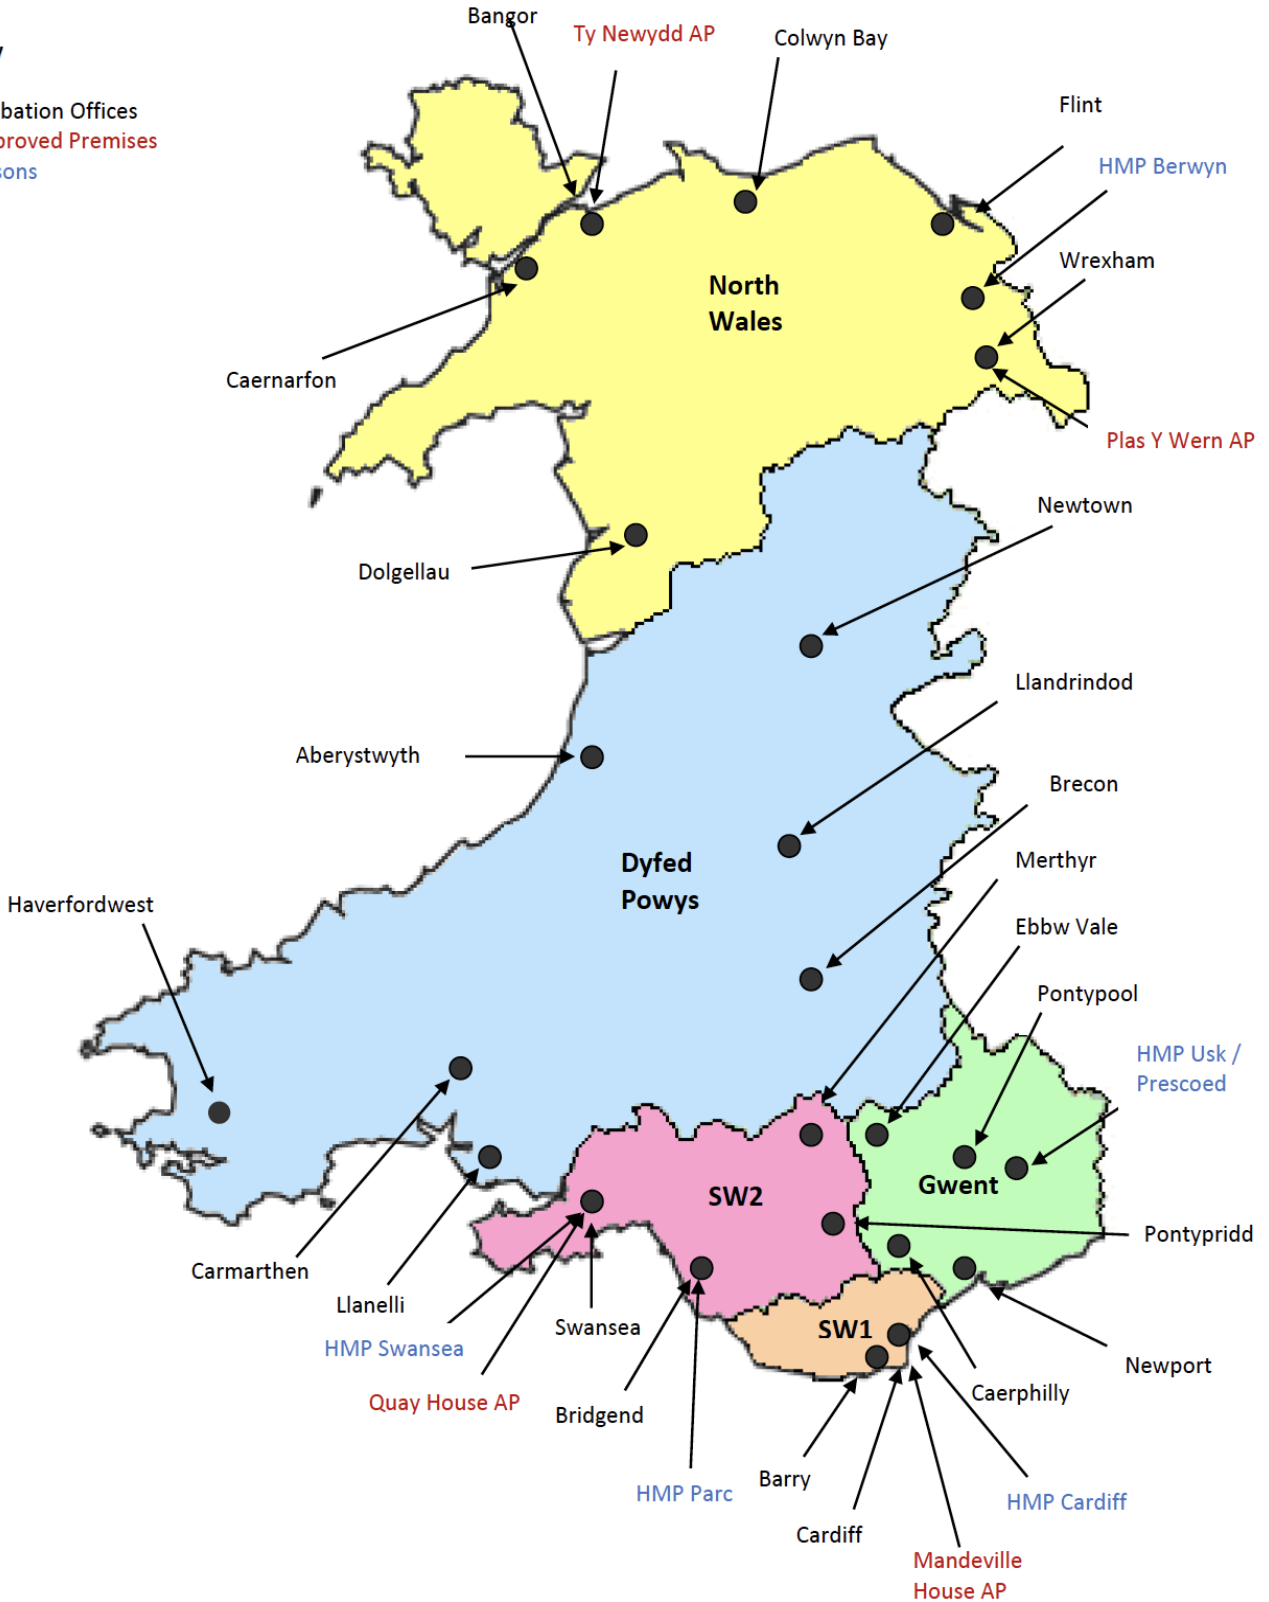 Bangor
Ty Newydd AP
Colwyn Bay
y
bation Offices
proved Premises
sons
Flint
HMP Berwyn
Wrexham
North
Wales
Caernarfon
Plas Y Wern AP
Newtown
Dolgellau
Llandrindod
Aberystwyth
Brecon
Merthyr
Dyfed
Powys
Haverfordwest
Ebbw Vale
Pontypool
HMP Usk /
Prescoed
SW2
Gwent
Pontypridd
Carmarthen
Llanelli
Swansea
SW1
HMP Swansea
Newport
Quay House AP
Bridgend
Caerphilly
Barry
HMP Parc
HMP Cardiff
Cardiff
Mandeville
House AP